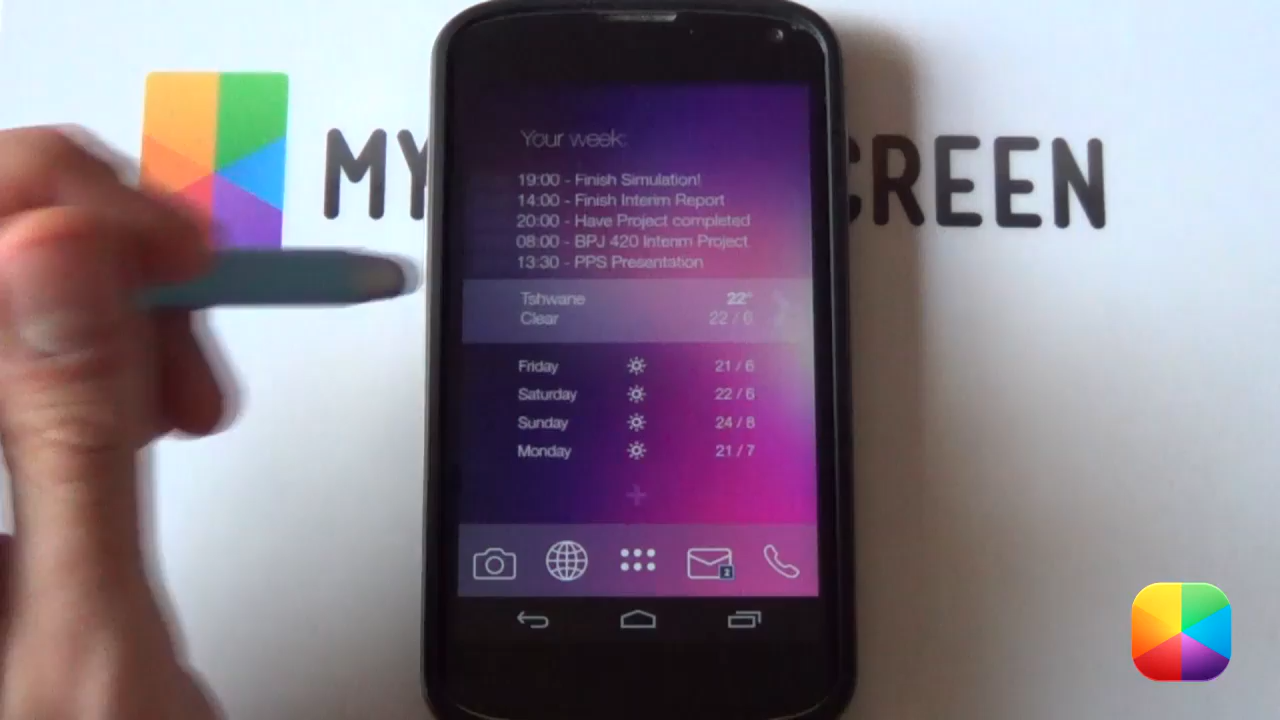 MY CREEN
Your week:
19:00 - Finish Simulation!
14:00 - Finish Interim Report
20:00 - Have Project completed
08:00 - BPJ 420 Interim Project
13:30 - PPS Presentation
Tshwane 22°
Clear 22 / 6
Friday 21 / 6
Saturday 22 / 6
Sunday 24 / 8
Monday 21 / 7